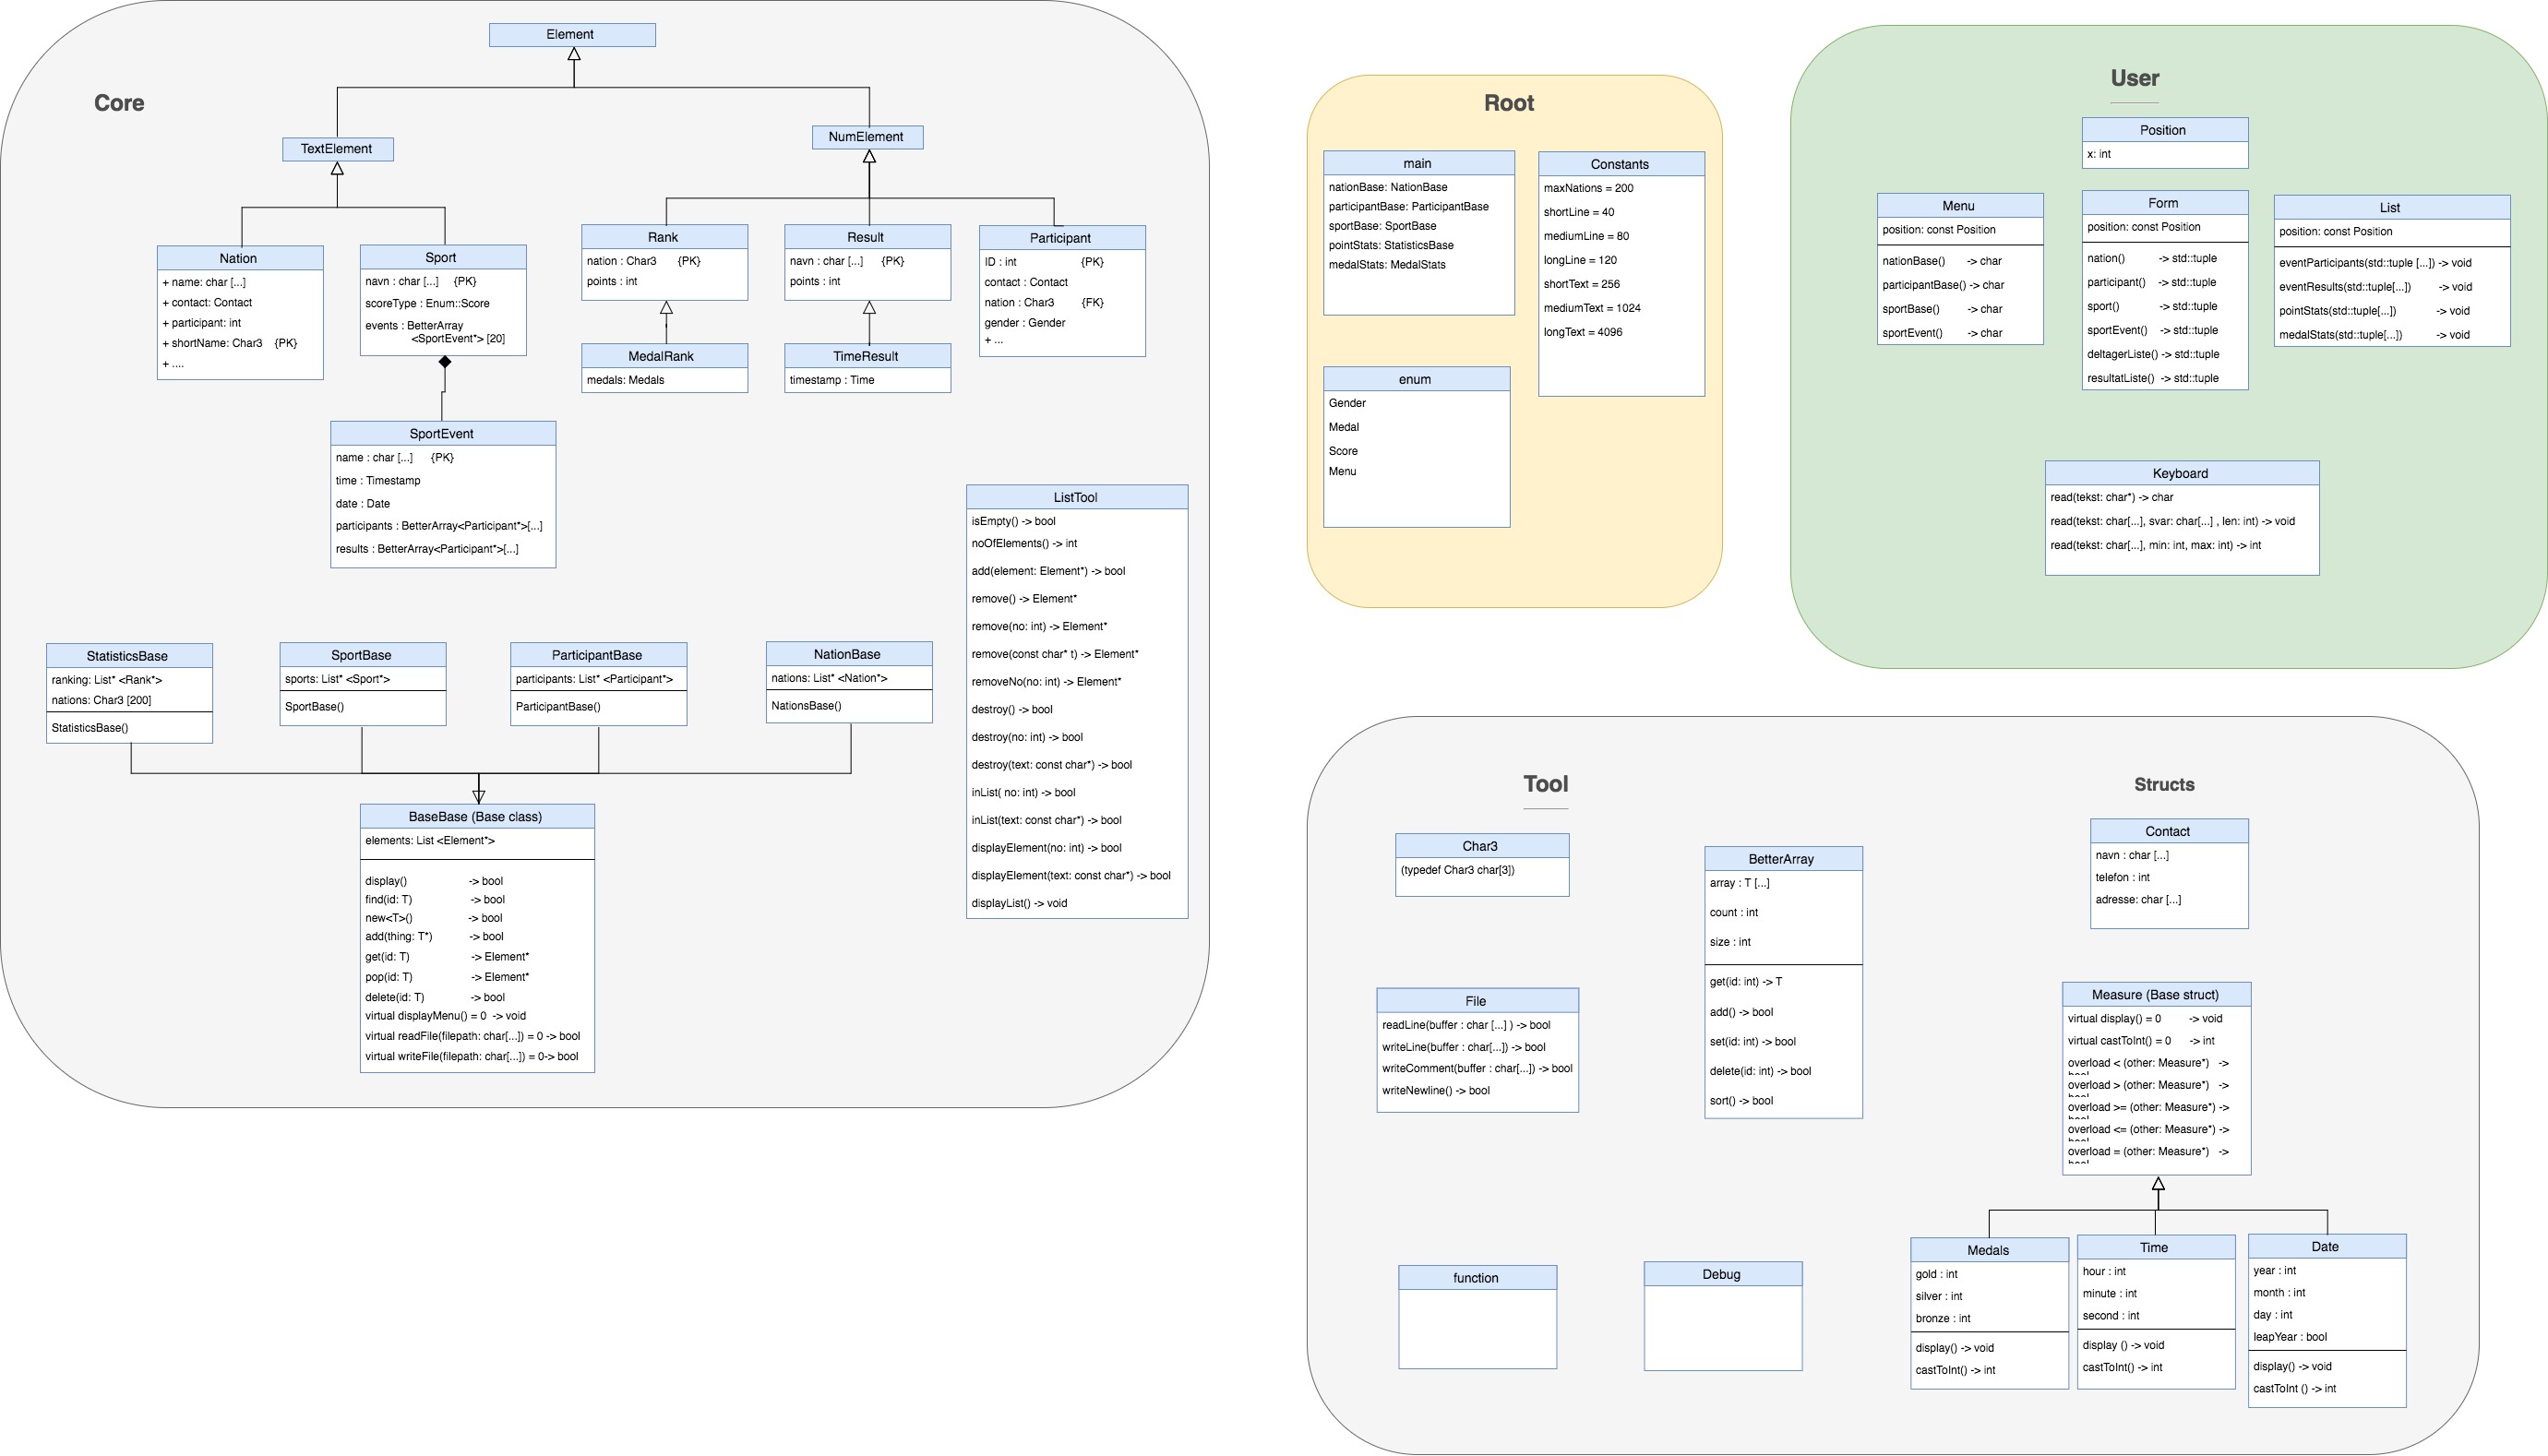 Core
Element
TextElement
NumElement
Nation
+ name: char [...]
+ contact: Contact
+ participant: int
+ shortName: Char3 {PK}
+ ....
Sport
navn : char [...] {PK}
scoreType : Enum::Score
events : BetterArray
<SportEvent*> [20]
Rank
nation : Char3 {PK}
points : int
Result
navn : char [...] {PK}
points : int
Participant
ID : int {PK}
contact : Contact
nation : Char3 {FK}
gender : Gender
+ ...
MedalRank
medals: Medals
TimeResult
timestamp : Time
SportEvent
name : char [...] {PK}
time : Timestamp
date : Date
participants : BetterArray<Participant*>[...]
results : BetterArray<Participant*>[...]
ListTool
isEmpty() -> bool
noOfElements() -> int
add(element: Element*) -> bool
remove() -> Element*
remove(no: int) -> Element*
remove(const char* t) -> Element*
removeNo(no: int) -> Element*
destroy() -> bool
destroy(no: int) -> bool
destroy(text: const char*) -> bool
inList( no: int) -> bool
inList(text: const char*) -> bool
displayElement(no: int) -> bool
displayElement(text: const char*) -> bool
displayList() -> void
StatisticsBase
ranking: List* <Rank*>
nations: Char3 [200]
StatisticsBase()
SportBase
sports: List* <Sport*>
SportBase()
ParticipantBase
participants: List* <Participant*>
ParticipantBase()
NationBase
nations: List* <Nation*>
NationsBase()
BaseBase (Base class)
elements: List <Element*>
display() -> bool
find(id: T) -> bool
new<T>() -> bool
add(thing: T*) -> bool
get(id: T) -> Element*
pop(id: T) -> Element*
delete(id: T) -> bool
virtual displayMenu() = 0 -> void
virtual readFile(filepath: char[...]) = 0 -> bool
virtual writeFile(filepath: char[...]) = 0-> bool
Root
main
nationBase: NationBase
participantBase: ParticipantBase
sportBase: SportBase
pointStats: StatisticsBase
medalStats: MedalStats
Constants
maxNations = 200
shortLine = 40
mediumLine = 80
longLine = 120
shortText = 256
mediumText = 1024
longText = 4096
enum
Gender
Medal
Score
Menu
User
Position
x: int
Menu
position: const Position
nationBase() -> char
participantBase() -> char
sportBase() -> char
sportEvent() -> char
Form
position: const Position
nation() -> std::tuple
participant() -> std::tuple
sport() -> std::tuple
sportEvent() -> std::tuple
deltagerListe() -> std::tuple
resultatListe() -> std::tuple
List
position: const Position
eventParticipants(std::tuple [...]) -> void
eventResults(std::tuple[...]) -> void
pointStats(std::tuple[...]) -> void
medalStats(std::tuple[...]) -> void
Keyboard
read(tekst: char*) -> char
read(tekst: char[...], svar: char[...] , len: int) -> void
read(tekst: char[...], min: int, max: int) -> int
Tool
Char3
(typedef Char3 char[3])
File
readLine(buffer : char [...] ) -> bool
writeLine(buffer : char[...]) -> bool
writeComment(buffer : char[...]) -> bool
writeNewline() -> bool
BetterArray
array : T [...]
count : int
size : int
get(id: int) -> T
add() -> bool
set(id: int) -> bool
delete(id: int) -> bool
sort() -> bool
function
Debug
Structs
Contact
navn : char [...]
telefon : int
adresse: char [...]
Measure (Base struct)
virtual display() = 0 -> void
virtual castToInt() = 0 -> int
overload < (other: Measure*) ->
bool
overload > (other: Measure*) ->
bool
overload >= (other: Measure*) ->
bool
overload <= (other: Measure*) ->
bool
overload = (other: Measure*) ->
bool
Medals
gold : int
silver : int
bronze : int
display() -> void
castToInt() -> int
Time
hour : int
minute : int
second : int
display () -> void
castToInt() -> int
Date
year : int
month : int
day : int
leapYear : bool
display() -> void
castToInt () -> int